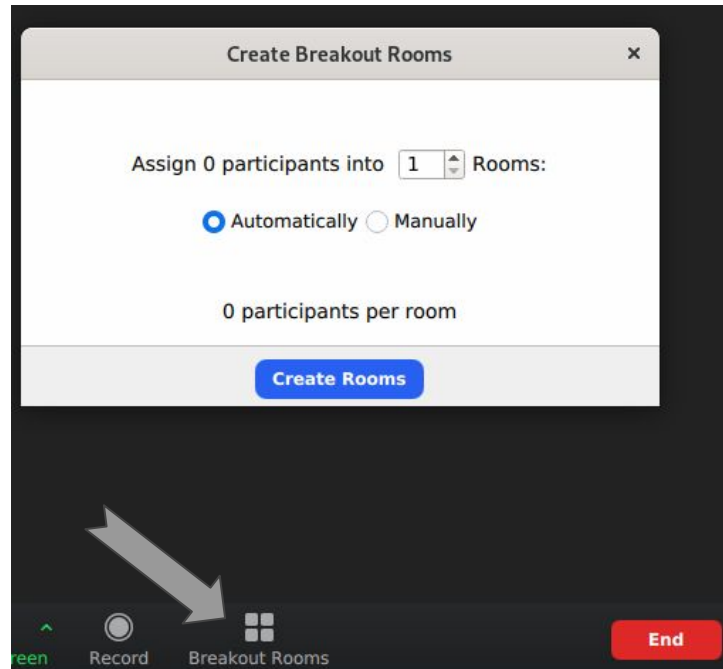 Create Breakout Rooms
Assign 0 participants into 1 Rooms:
Automatically Manually
0 participants per room
Create Rooms
reen Record Breakout Rooms End